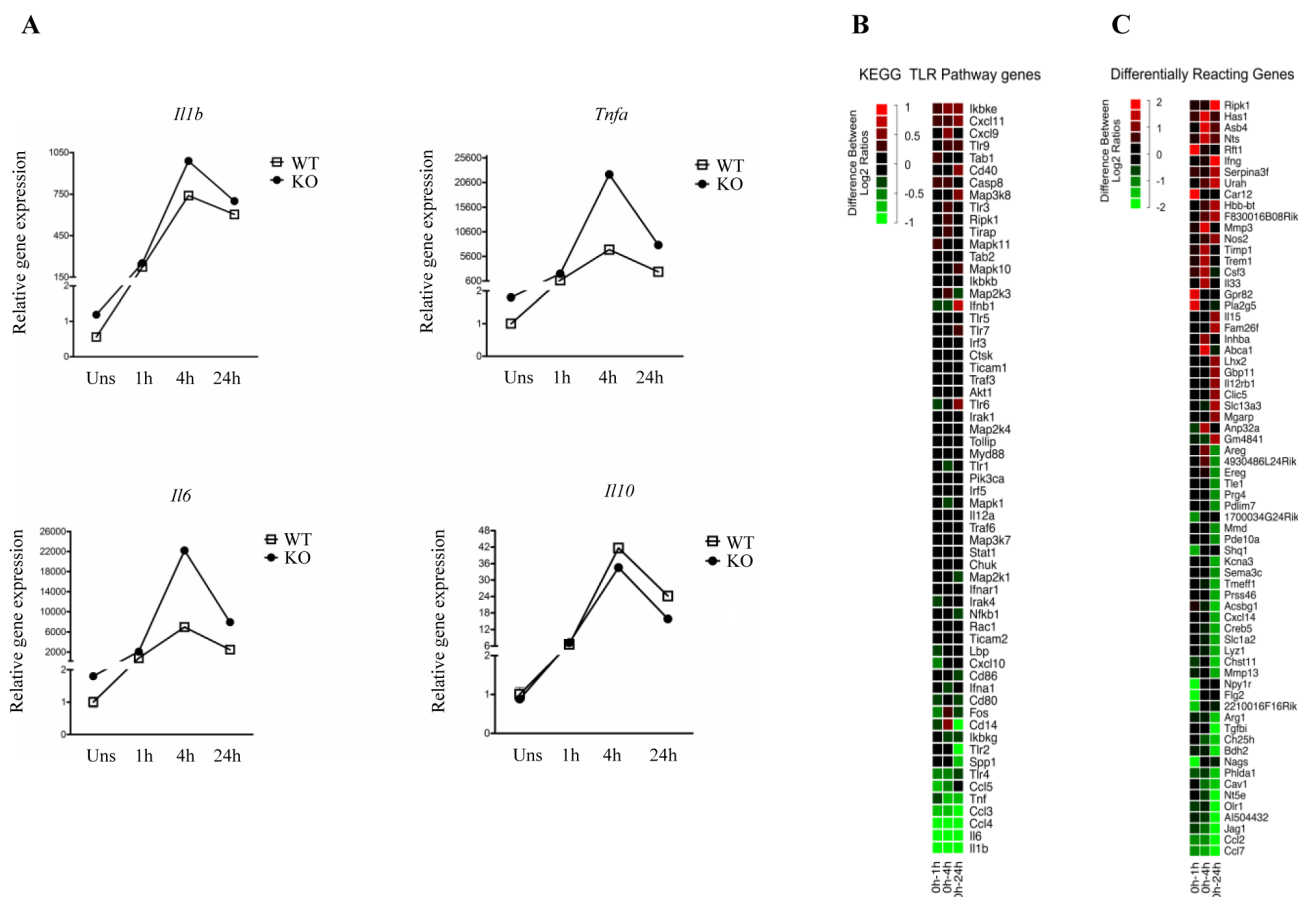 A
B
C
Il1b
Relative gene expression
1050
750
450
150
2
1
0
WT
KO
Uns 1h 4h 24h
Tnfa
Relative gene expression
25600
20600
15600
10600
5600
600
2
1
0
WT
KO
Uns 1h 4h 24h
Il6
Relative gene expression
26000
22000
18000
14000
10000
6000
2000
2
1
0
WT
KO
Uns 1h 4h 24h
Il10
Relative gene expression
48
42
36
30
24
18
12
6
2
1
0
WT
KO
Uns 1h 4h 24h
KEGG TLR Pathway genes
Difference Between
Log2 Ratios
1
0.5
0
-0.5
-1
Ikbke
Cxcl11
Cxcl9
Tlr9
Tab1
Cd40
Casp8
Map3k8
Tlr3
Ripk1
Tirap
Mapk11
Tab2
Mapk10
Ikbkb
Map2k3
Ifnb1
Tlr5
Tlr7
Irf3
Ctsk
Ticam1
Traf3
Akt1
Tlr6
Irak1
Map2k4
Tollip
Myd88
Tlr1
Pik3ca
Irf5
Mapk1
Il12a
Traf6
Map3k7
Stat1
Chuk
Map2k1
Ifnar1
Irak4
Nfkb1
Rac1
Ticam2
Lbp
Cxcl10
Cd86
Ifna1
Cd80
Fos
Cd14
Ikbkg
Tlr2
Spp1
Tlr4
Ccl5
Tnf
Ccl3
Ccl4
Il6
Il1b
0h-1h
0h-4h
0h-24h
Differentially Reacting Genes
Difference Between
Log2 Ratios
2
1
0
-1
-2
Ripk1
Has1
Asb4
Nts
Rft1
Ifng
Serpina3f
Urah
Car12
Hbb-bt
F830016B08Rik
Mmp3
Nos2
Timp1
Trem1
Csf3
Il33
Gpr82
Pla2g5
Il15
Fam26f
Inhba
Abca1
Lhx2
Gbp11
Il12rb1
Clic5
Slc13a3
Mgarp
Anp32a
Gm4841
Areg
4930486L24Rik
Ereg
Tle1
Prg4
Pdlim7
1700034G24Rik
Mmd
Pde10a
Shq1
Kcna3
Sema3c
Tmeff1
Prss46
Acsbg1
Cxcl14
Creb5
Slc1a2
Lyz1
Chst11
Mmp13
Npy1r
Flg2
2210016F16Rik
Arg1
Tgfbi
Ch25h
Bdh2
Nags
Phlda1
Cav1
Nt5e
Olr1
AI504432
Jag1
Ccl2
Ccl7
0h-1h
0h-4h
0h-24h